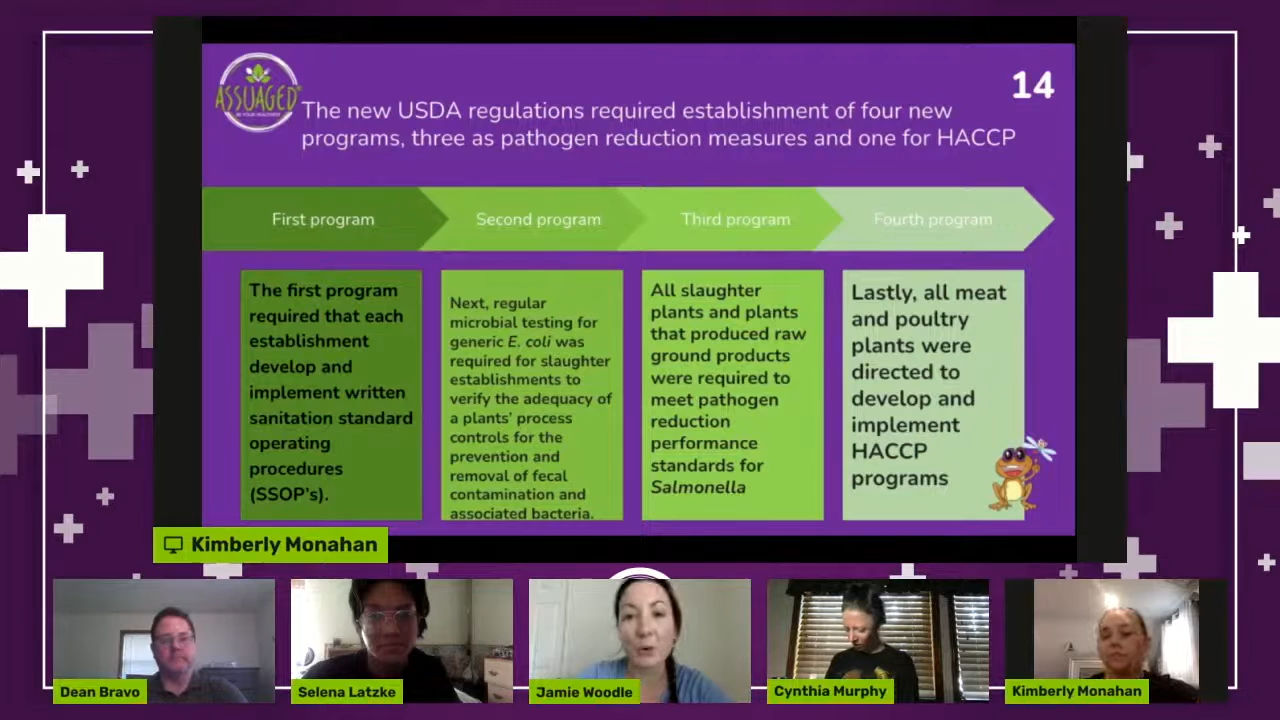 ASSUAGED
14
The new USDA regulations required establishment of four new
programs, three as pathogen reduction measures and one for HACCP
First program
Second program
Third program
Fourth program
The first program
required that each
establishment
develop and
implement written
sanitation standard
operating
procedures
(SSOP's).
Next, regular
microbial testing for
generic E. coli was
required for slaughter
establishments to
verify the adequacy of
a plants' process
controls for the
prevention and
removal of fecal
contamination and
associated bacteria.
All slaughter
plants and plants
that produced raw
ground products
were required to
meet pathogen
reduction
performance
standards for
Salmonella
Lastly, all meat
and poultry
plants were
directed to
develop and
implement
HACCP
programs
Kimberly Monahan
Dean Bravo
Selena Latzke
Jamie Woodle
Cynthia Murphy
Kimberly Monahan